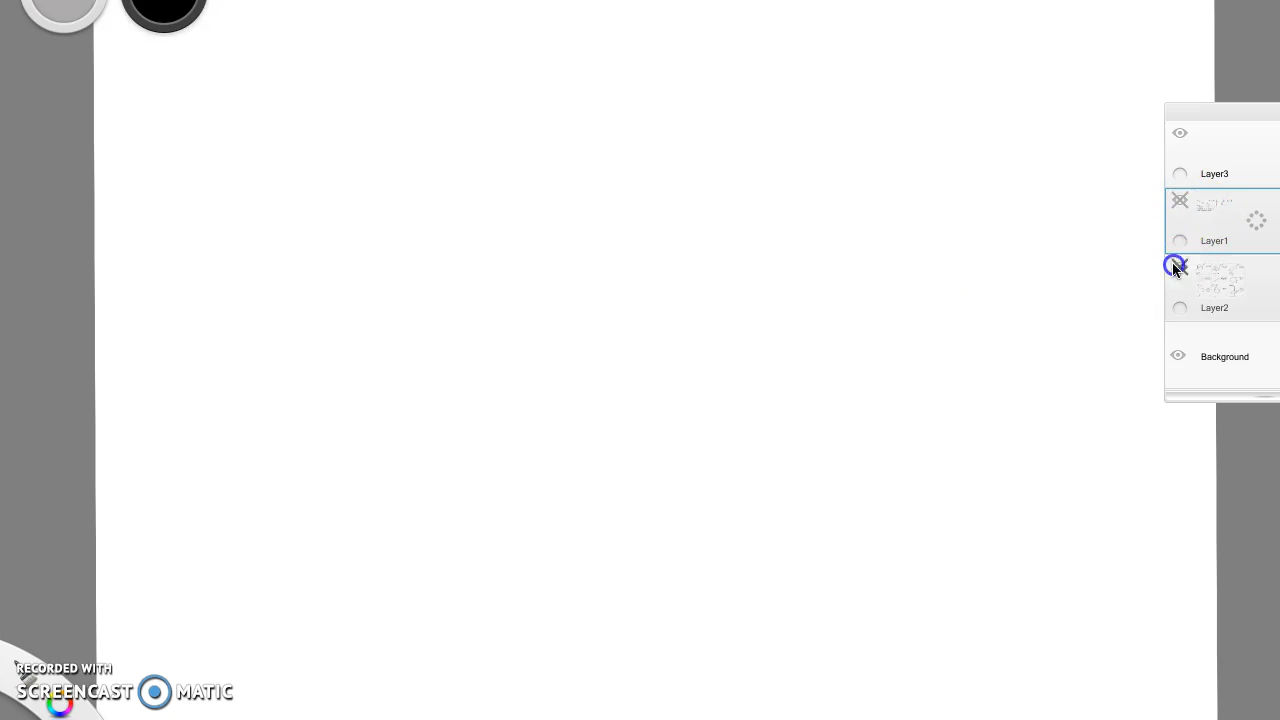 Layer3
Layer1
Layer2
Background
RECORDED WITH
SCREENCAST MATIC